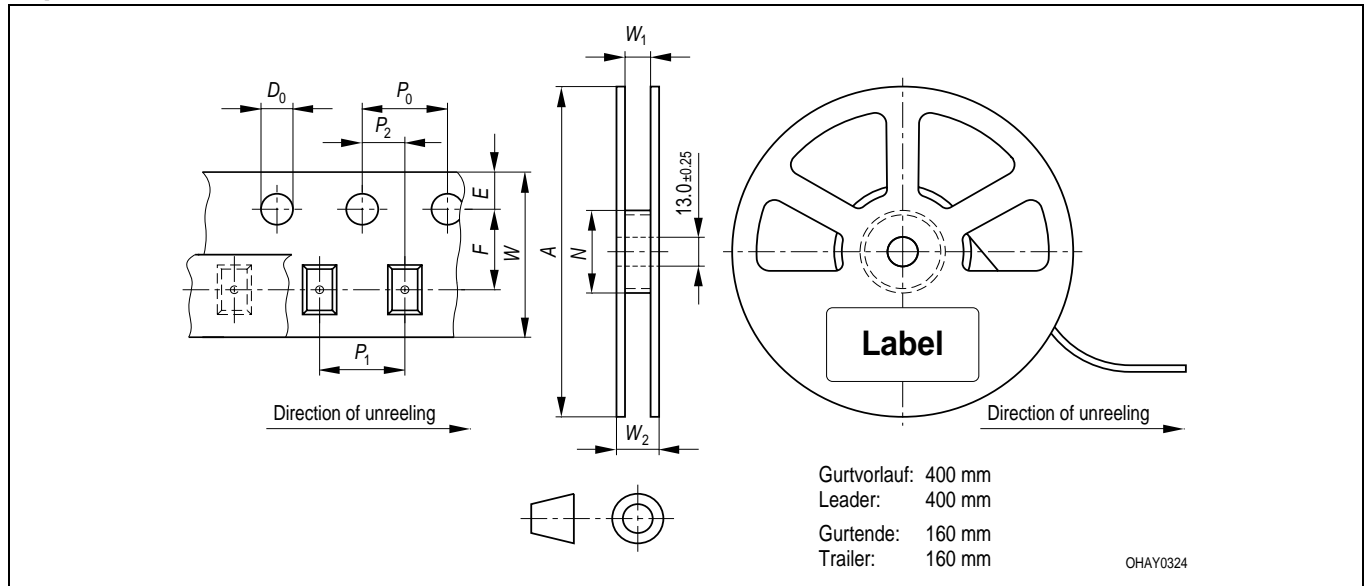 W₁
D₀
P₀
P₂
E
F
W
A
N
13.0 ±0.25
P₁
W₂
Direction of unreeling
Label
Direction of unreeling
Gurtvorlauf: 400 mm
Leader: 400 mm
Gurtende: 160 mm
Trailer: 160 mm
OHAY0324